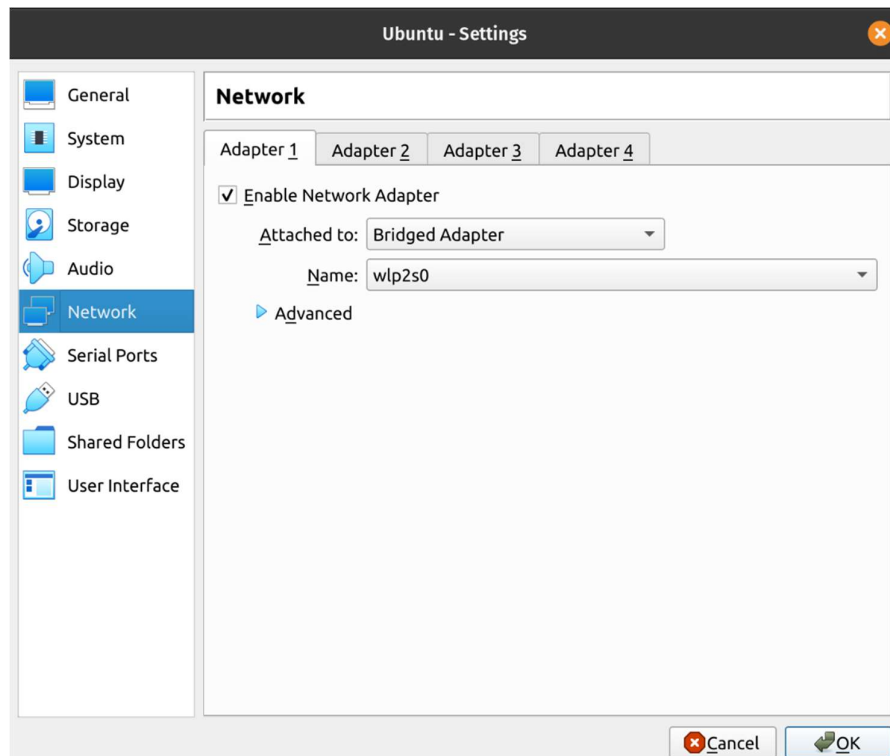 Ubuntu - Settings
General
System
Display
Storage
Audio
Network
Serial Ports
USB
Shared Folders
User Interface
Network
Adapter 1 Adapter 2 Adapter 3 Adapter 4
Enable Network Adapter
Attached to: Bridged Adapter
Name: wlp2s0
Advanced
Cancel OK